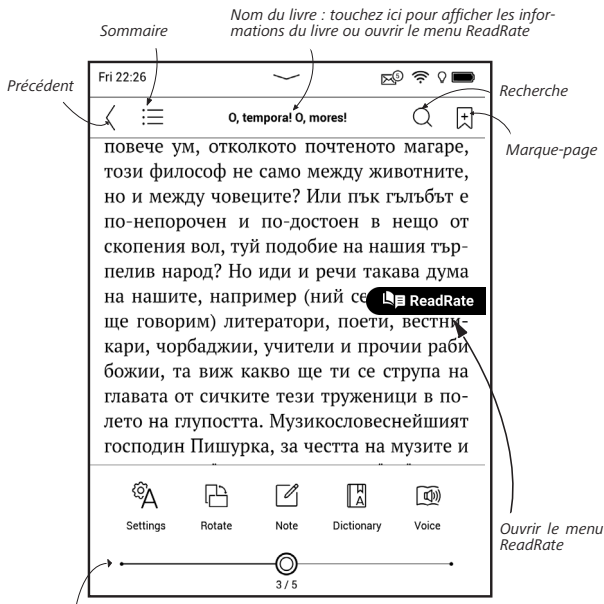 Nom du livre : touchez ici pour afficher les infor-
mations du livre ou ouvrir le menu ReadRate
Sommaire
Précédent
Fri 22:26
5
Recherche
O, tempora! O, mores!
Marque-page
повече ум, отколкото почтеното магаре,
този философ не само между животните,
но и между човеците? Или пък гълъбът е
по-непорочен и по-достоен в нещо от
скопения вол, туй подобие на нашия тър-
пелив народ? Но иди и речи такава дума
на нашите, например (ний се
ReadRate
ще говорим) литератори, поети, вестни-
кари, чорбаджии, учители и прочии раби
божии, та виж какво ще ти се струпа на
главата от сичките тези труженици в по-
лето на глупостта. Музикословеснейшият
господин Пишурка, за честта на музите и
Settings Rotate Note Dictionary Voice
Ouvrir le menu
ReadRate
3 / 5